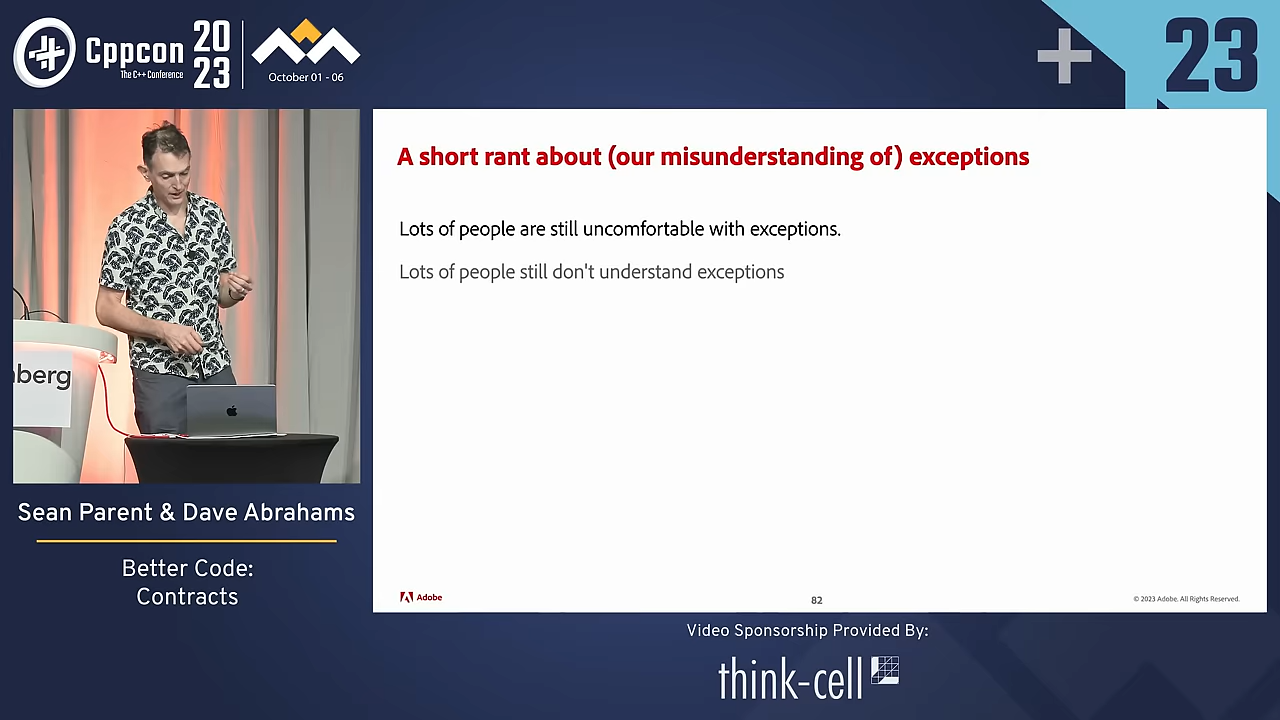 Cppcon
The C++ Conference
20
23
October 01 - 06
23
A short rant about (our misunderstanding of) exceptions
Lots of people are still uncomfortable with exceptions.
Lots of people still don't understand exceptions
berg
Sean Parent & Dave Abrahams
Better Code:
Contracts
Adobe
82
© 2023 Adobe. All Rights Reserved.
Video Sponsorship Provided By:
think-cell